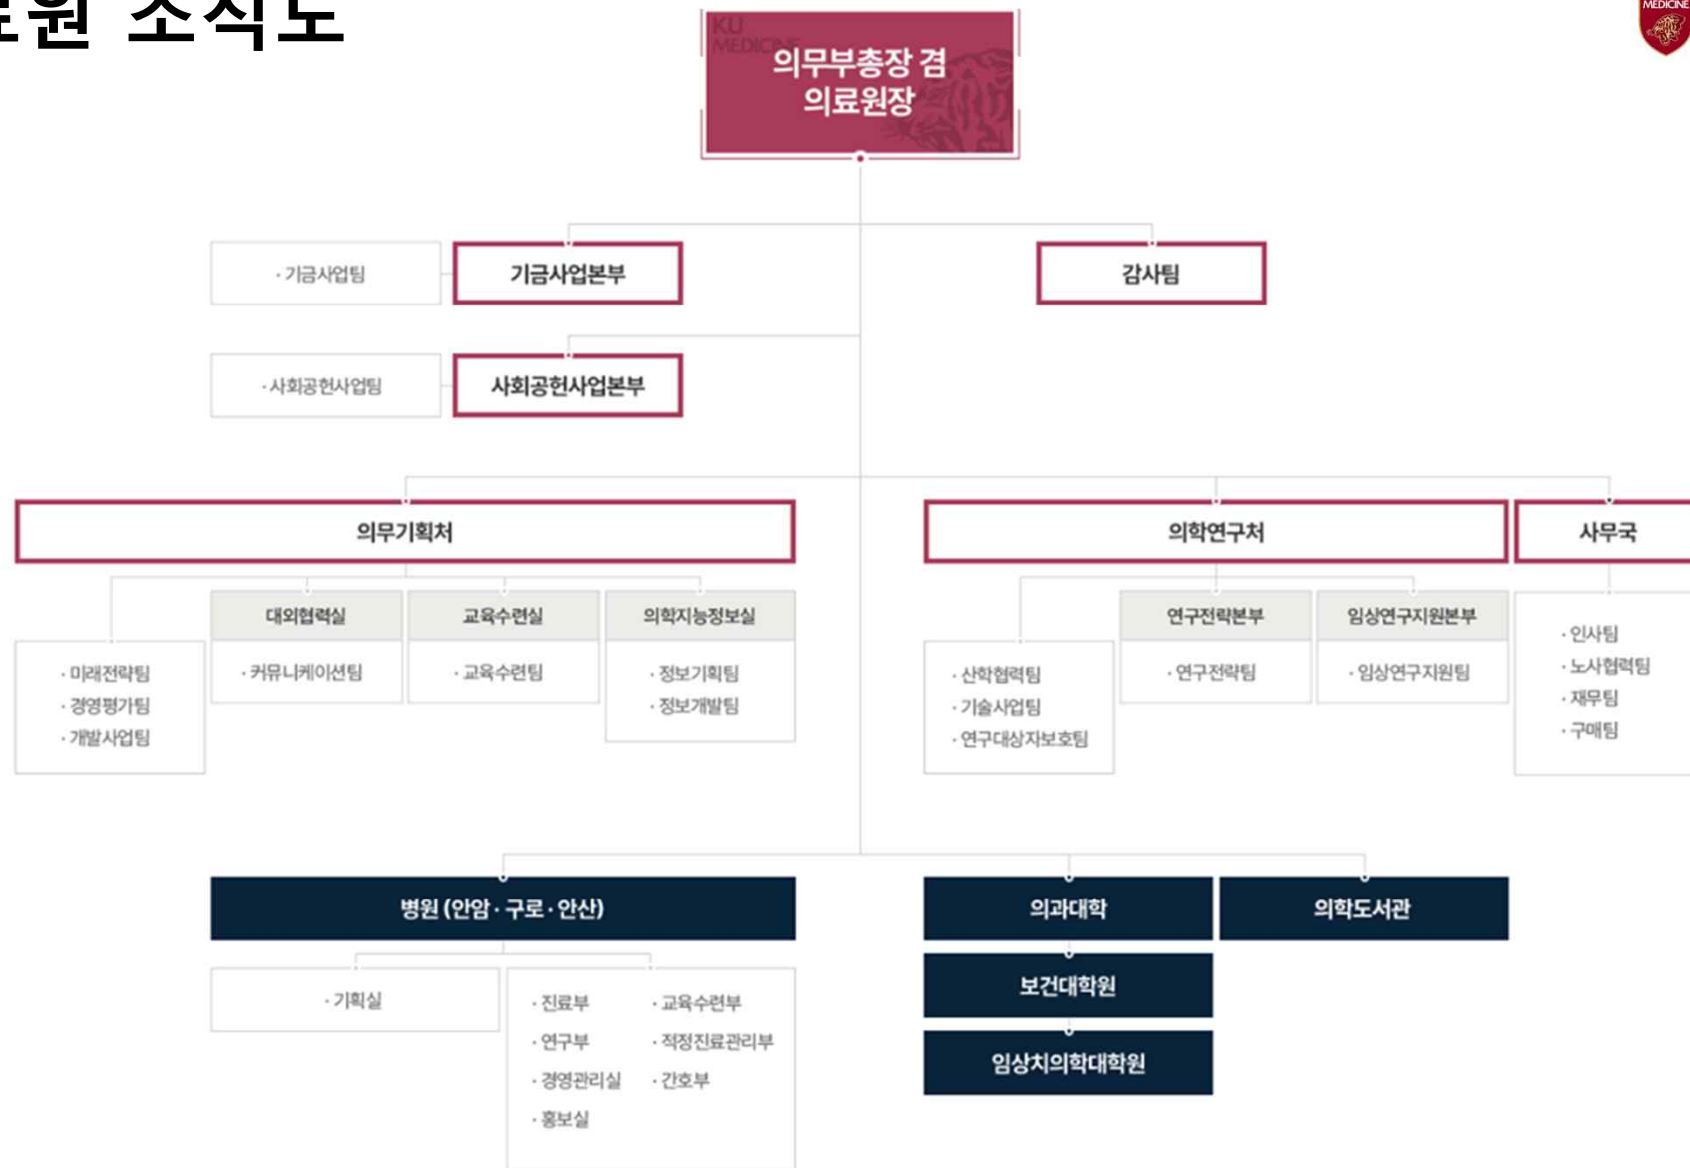 료원 조직도
MEDICINE
KU
MEDICINE
의무부총장 겸
의료원장
· 기금사업팀
기금사업본부
감사팀
· 사회공헌사업팀
사회공헌사업본부
의무기획처
의학연구처
사무국
대외협력실
교육수련실
의학지능정보실
연구전략본부
임상연구지원본부
· 미래전략팀
· 경영평가팀
· 개발사업팀
· 커뮤니케이션팀
· 교육수련팀
· 정보기획팀
· 정보개발팀
· 산학협력팀
· 기술사업팀
· 연구대상자보호팀
· 연구전략팀
· 임상연구지원팀
· 인사팀
· 노사협력팀
· 재무팀
· 구매팀
병원 (안암 · 구로 · 안산)
의과대학
의학도서관
· 기획실
· 진료부
· 연구부
· 경영관리실
· 홍보실
· 교육수련부
· 적정진료관리부
· 간호부
보건대학원
임상치의학대학원